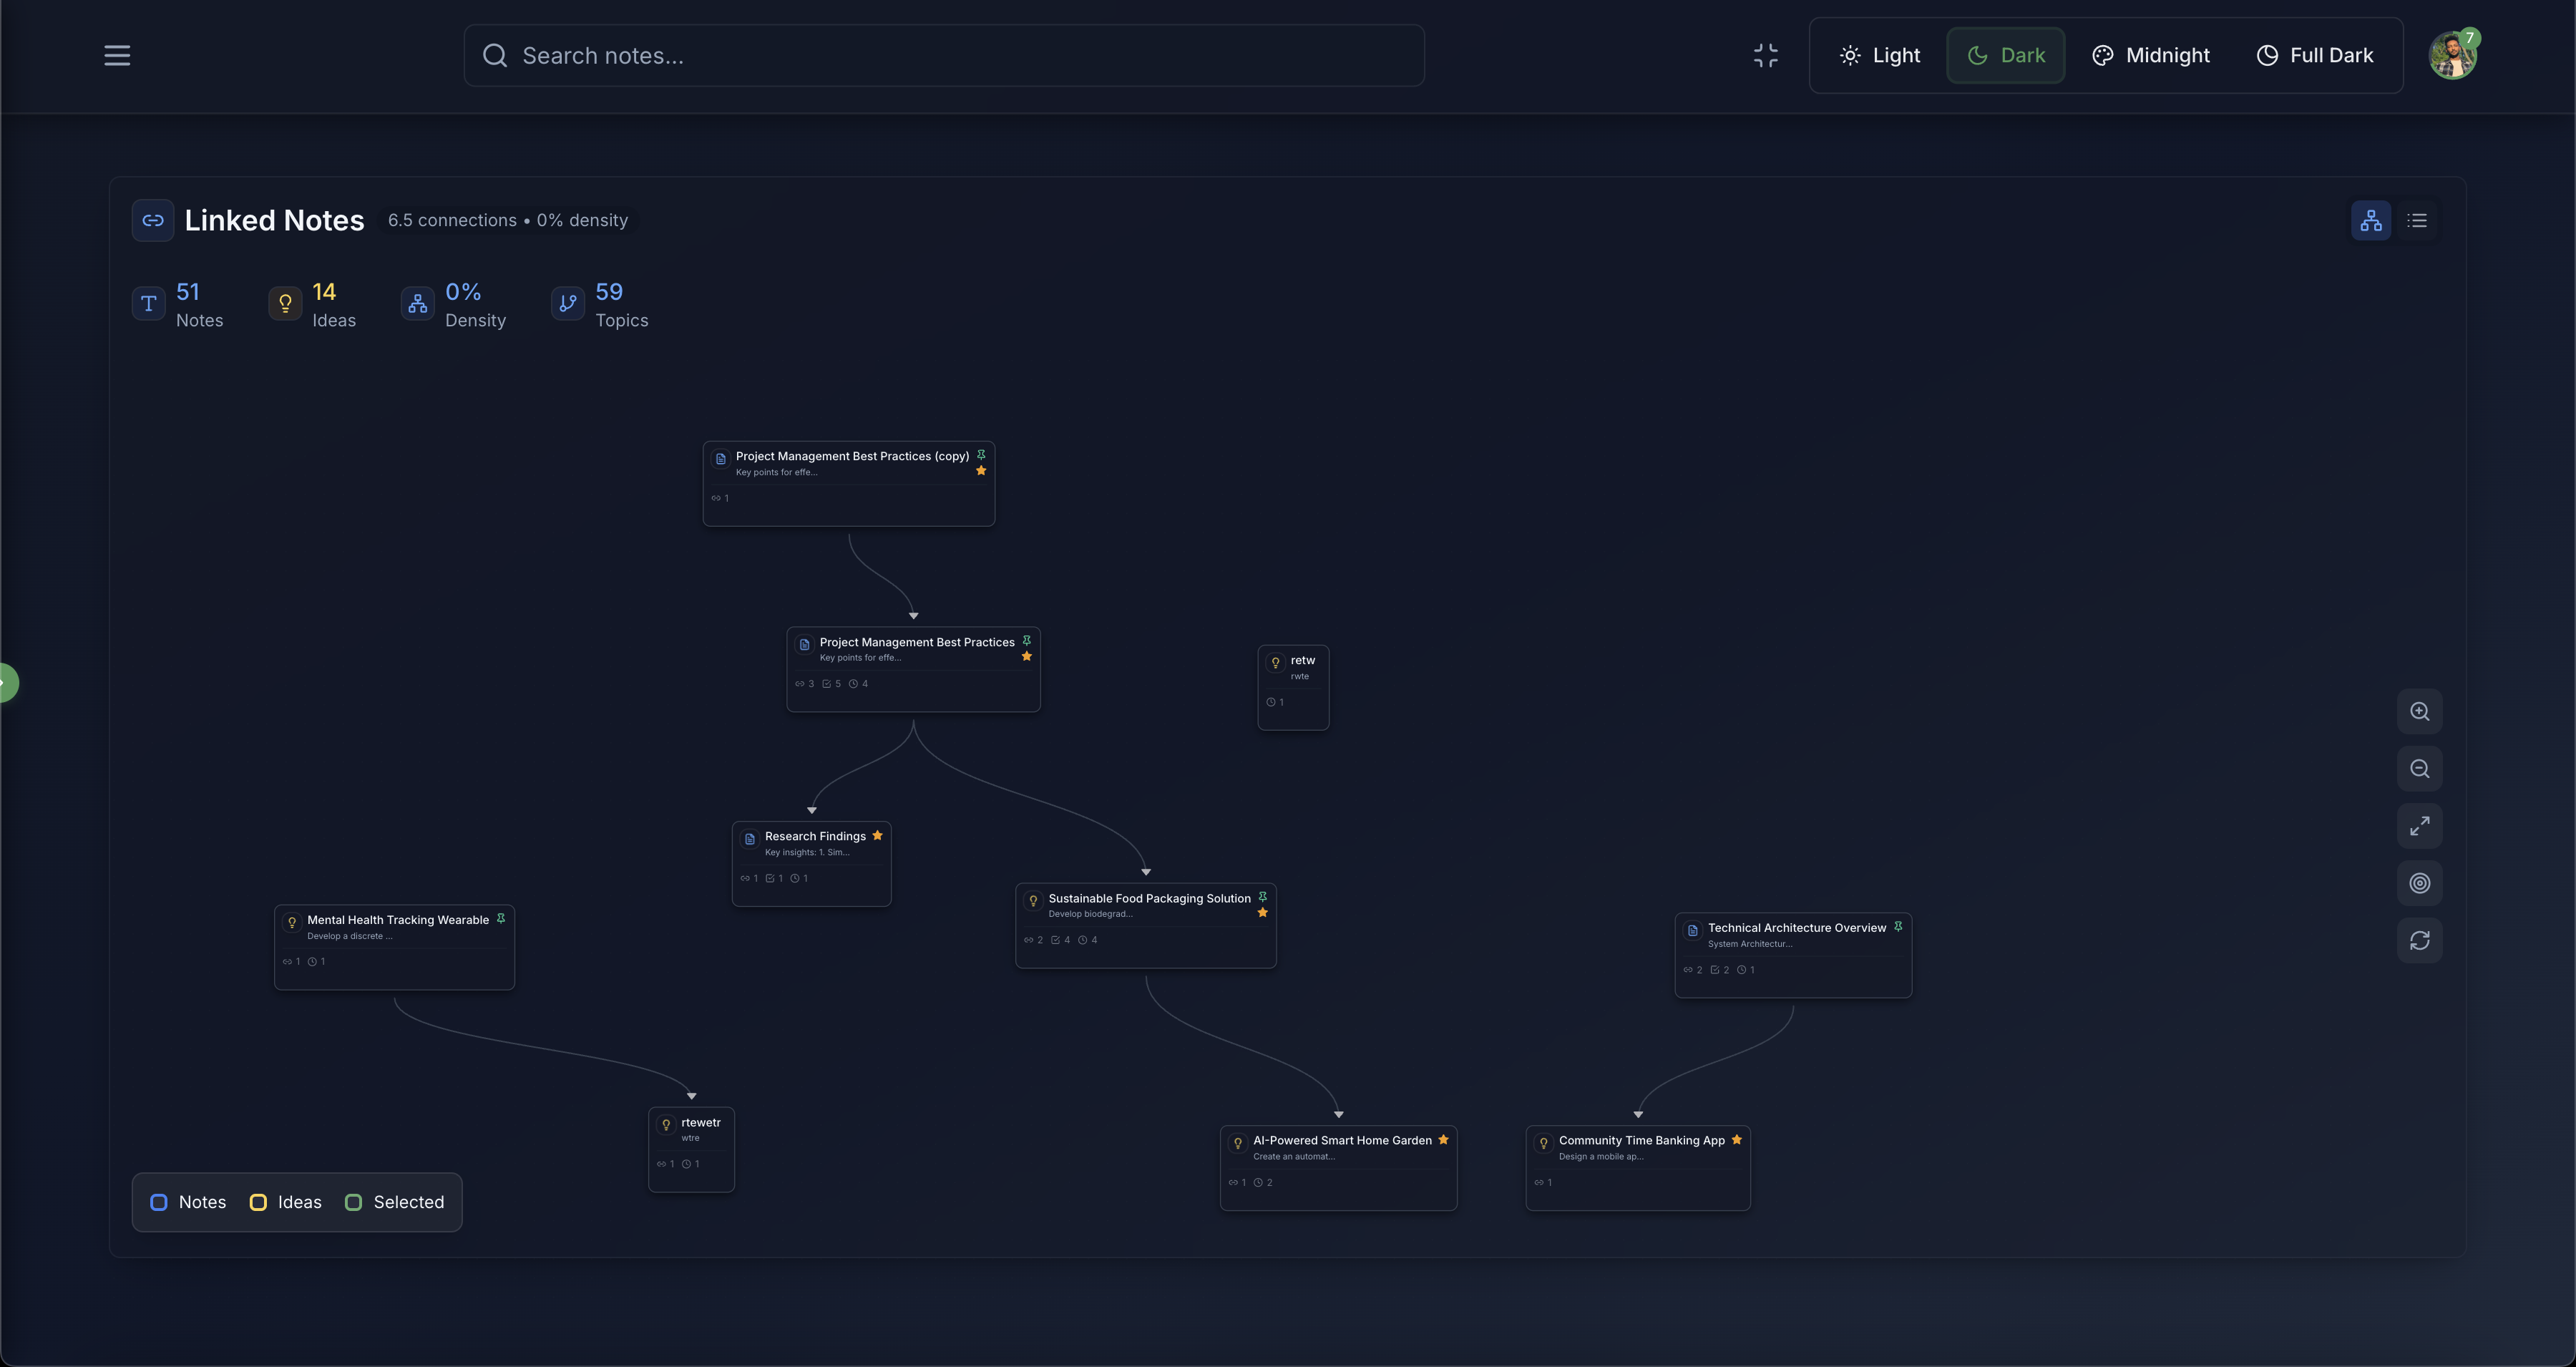 Search notes...
Light
Dark
Midnight
Full Dark
7
Linked Notes
6.5 connections • 0% density
51
Notes
14
Ideas
0%
Density
59
Topics
Project Management Best Practices (copy)
Key points for effe...
1
Project Management Best Practices
Key points for effe...
3 5 4
retw
rwte
1
Research Findings
Key insights: 1. Sim...
1 1 1
Sustainable Food Packaging Solution
Develop biodegrad...
2 4 4
Mental Health Tracking Wearable
Develop a discrete ...
1 1
Technical Architecture Overview
System Architectur...
2 2 1
rtewetr
wtre
1 1
AI-Powered Smart Home Garden
Create an automat...
1 2
Community Time Banking App
Design a mobile ap...
1
Notes
Ideas
Selected